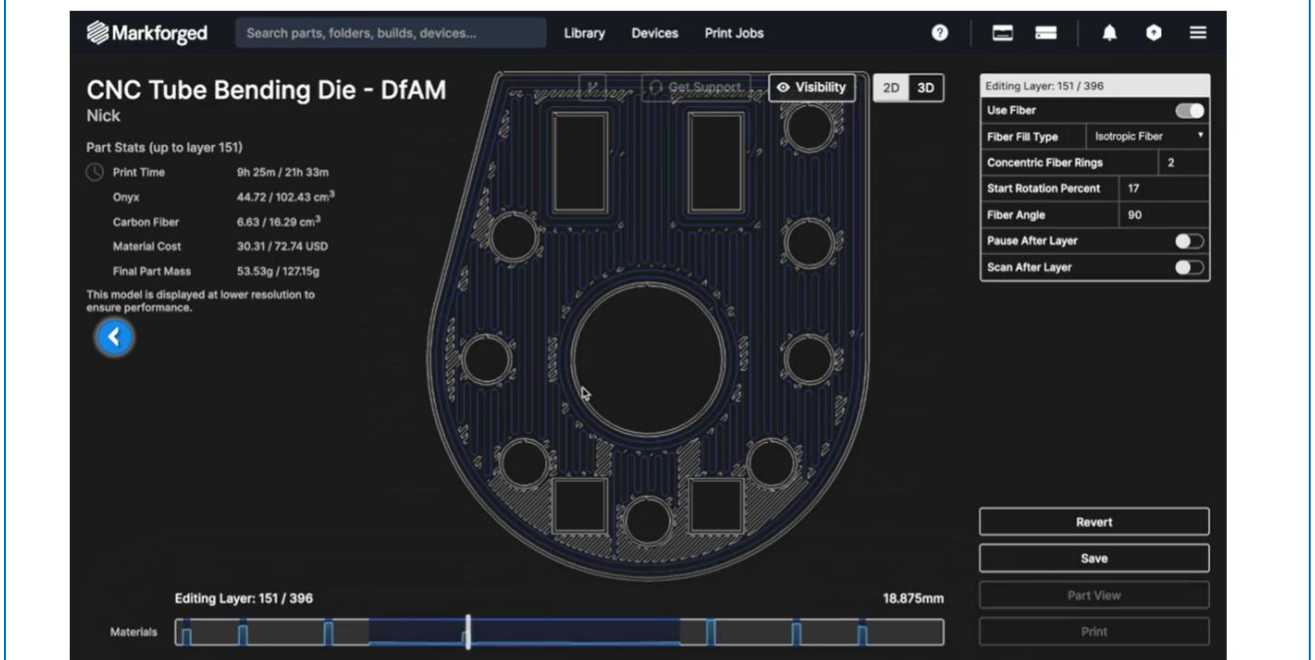 Markforged
Search parts, folders, builds, devices...
Library
Devices
Print Jobs
?
CNC Tube Bending Die - DfAM
Nick
Get Support
Visibility
2D
3D
Part Stats (up to layer 151)
Print Time 9h 25m / 21h 33m
Onyx 44.72 / 102.43 cm³
Carbon Fiber 6.63 / 16.29 cm³
Material Cost 30.31 / 72.74 USD
Final Part Mass 53.53g / 127.15g
This model is displayed at lower resolution to
ensure performance.
Editing Layer: 151 / 396
Use Fiber
Fiber Fill Type Isotropic Fiber
Concentric Fiber Rings 2
Start Rotation Percent 17
Fiber Angle 90
Pause After Layer
Scan After Layer
Revert
Save
Part View
Print
Editing Layer: 151 / 396
18.875mm
Materials